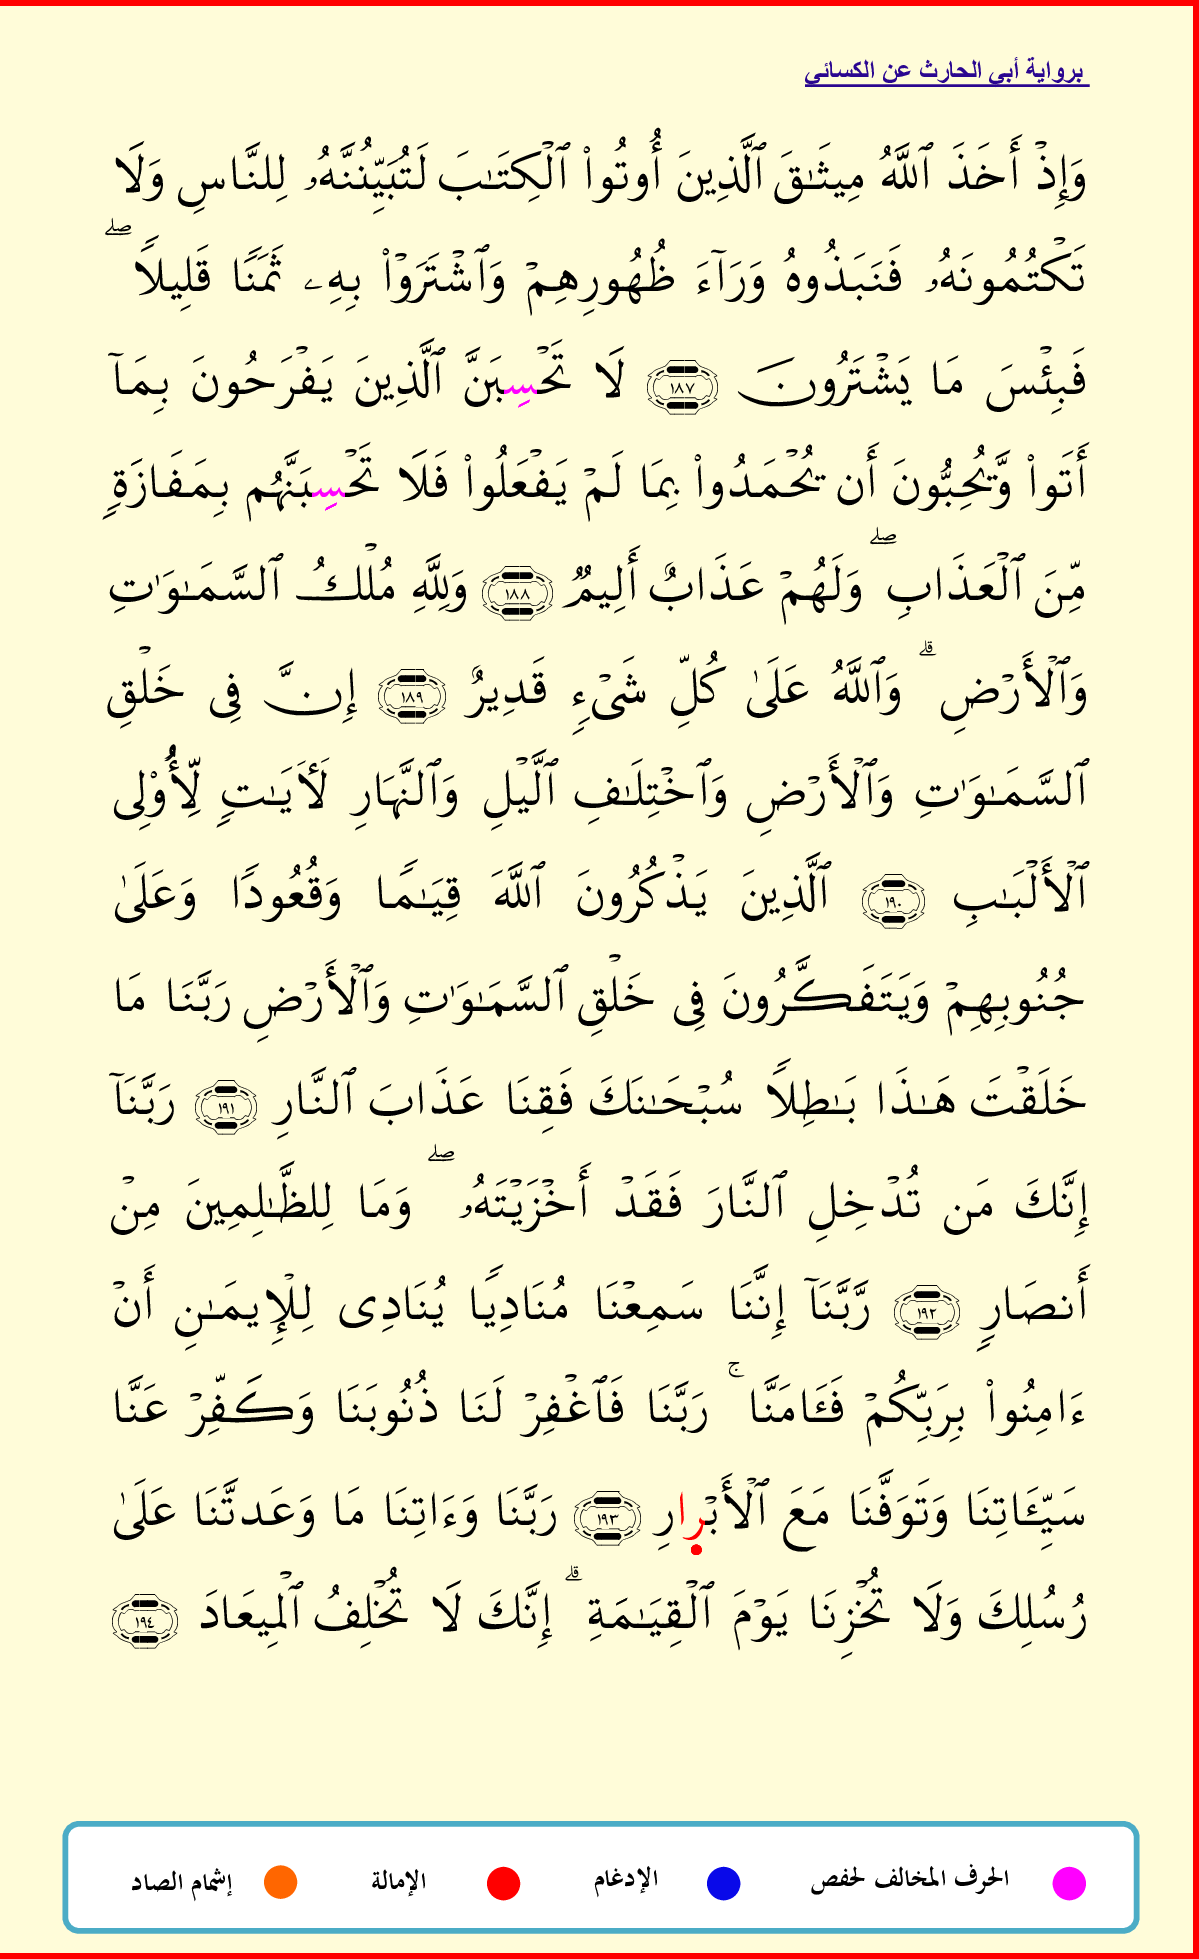 برواية أبي الحارث عن الكسائي
وَإِذۡ أَخَذَ ٱللَّهُ مِيثَٰقَ ٱلَّذِينَ أُوتُواْ ٱلۡكِتَٰبَ لَتُبَيِّنُنَّهُۥ لِلنَّاسِ وَلَا
تَكۡتُمُونَهُۥ فَنَبَذُوهُ وَرَآءَ ظُهُورِهِمۡ وَٱشۡتَرَوۡاْ بِهِۦ ثَمَنٗا قَلِيلٗاۖ
فَبِئۡسَ مَا يَشۡتَرُونَ ١٨٧ لَا تَحۡسِبَنَّ ٱلَّذِينَ يَفۡرَحُونَ بِمَآ
أَتَواْ وَّيُحِبُّونَ أَن يُحۡمَدُواْ بِمَا لَمۡ يَفۡعَلُواْ فَلَا تَحۡسِبَنَّهُم بِمَفَازَةٖ
مِّنَ ٱلۡعَذَابِۖ وَلَهُمۡ عَذَابٌ أَلِيمٞ ١٨٨ وَلِلَّهِ مُلۡكُ ٱلسَّمَٰوَٰتِ
وَٱلۡأَرۡضِۗ وَٱللَّهُ عَلَىٰ كُلِّ شَيۡءٖ قَدِيرٌ ١٨٩ إِنَّ فِي خَلۡقِ
ٱلسَّمَٰوَٰتِ وَٱلۡأَرۡضِ وَٱخۡتِلَٰفِ ٱلَّيۡلِ وَٱلنَّهَارِ لَأٓيَٰتٖ لِّأُوْلِي
ٱلۡأَلۡبَٰبِ ١٩٠ ٱلَّذِينَ يَذۡكُرُونَ ٱللَّهَ قِيَٰمٗا وَقُعُودٗا وَعَلَىٰ
جُنُوبِهِمۡ وَيَتَفَكَّرُونَ فِي خَلۡقِ ٱلسَّمَٰوَٰتِ وَٱلۡأَرۡضِ رَبَّنَا مَا
خَلَقۡتَ هَٰذَا بَٰطِلٗا سُبۡحَٰنَكَ فَقِنَا عَذَابَ ٱلنَّارِ ١٩١ رَبَّنَآ
إِنَّكَ مَن تُدۡخِلِ ٱلنَّارَ فَقَدۡ أَخۡزَيۡتَهُۥۖ وَمَا لِلظَّٰلِمِينَ مِنۡ
أَنصَارٖ ١٩٢ رَّبَّنَآ إِنَّنَا سَمِعۡنَا مُنَادِيٗا يُنَادِي لِلۡإِيمَٰنِ أَنۡ
ءَامِنُواْ بِرَبِّكُمۡ فَـَٔامَنَّاۚ رَبَّنَا فَٱغۡفِرۡ لَنَا ذُنُوبَنَا وَكَفِّرۡ عَنَّا
سَيِّـَٔاتِنَا وَتَوَفَّنَا مَعَ ٱلۡأَبۡرِارِ ١٩٣ رَبَّنَا وَءَاتِنَا مَا وَعَدتَّنَا عَلَىٰ
رُسُلِكَ وَلَا تُخۡزِنَا يَوۡمَ ٱلۡقِيَٰمَةِۗ إِنَّكَ لَا تُخۡلِفُ ٱلۡمِيعَادَ ١٩٤
الحرف المخالف لحفص الإدغام الإمالة إشمام الصاد